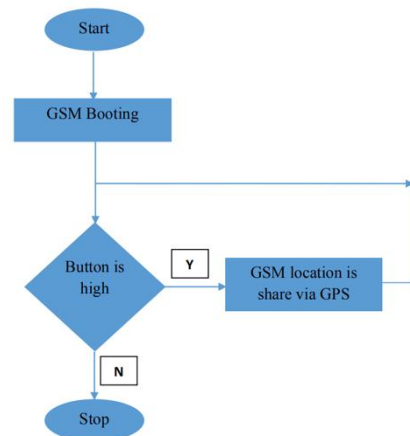 Start
GSM Booting
Button is
high
Y
GSM location is
share via GPS
N
Stop